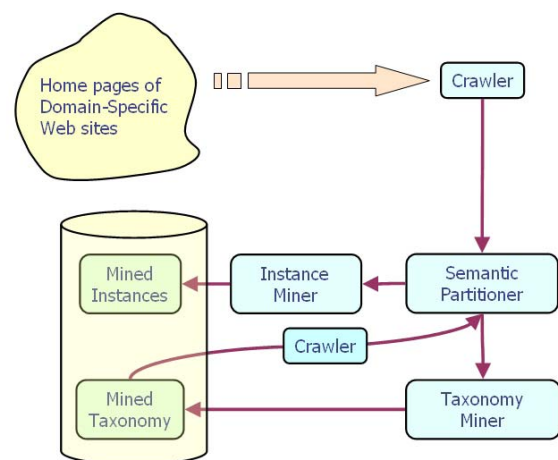 Home pages of
Domain-Specific
Web sites
Crawler
Mined
Instances
Instance
Miner
Semantic
Partitioner
Crawler
Mined
Taxonomy
Taxonomy
Miner